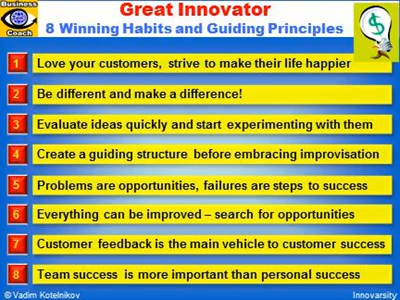 Business
Coach
Great Innovator
8 Winning Habits and Guiding Principles
$
Innovarsity
1 Love your customers, strive to make their life happier
2 Be different and make a difference!
3 Evaluate ideas quickly and start experimenting with them
4 Create a guiding structure before embracing improvisation
5 Problems are opportunities, failures are steps to success
6 Everything can be improved – search for opportunities
7 Customer feedback is the main vehicle to customer success
8 Team success is more important than personal success
© Vadim Kotelnikov
Innovarsity